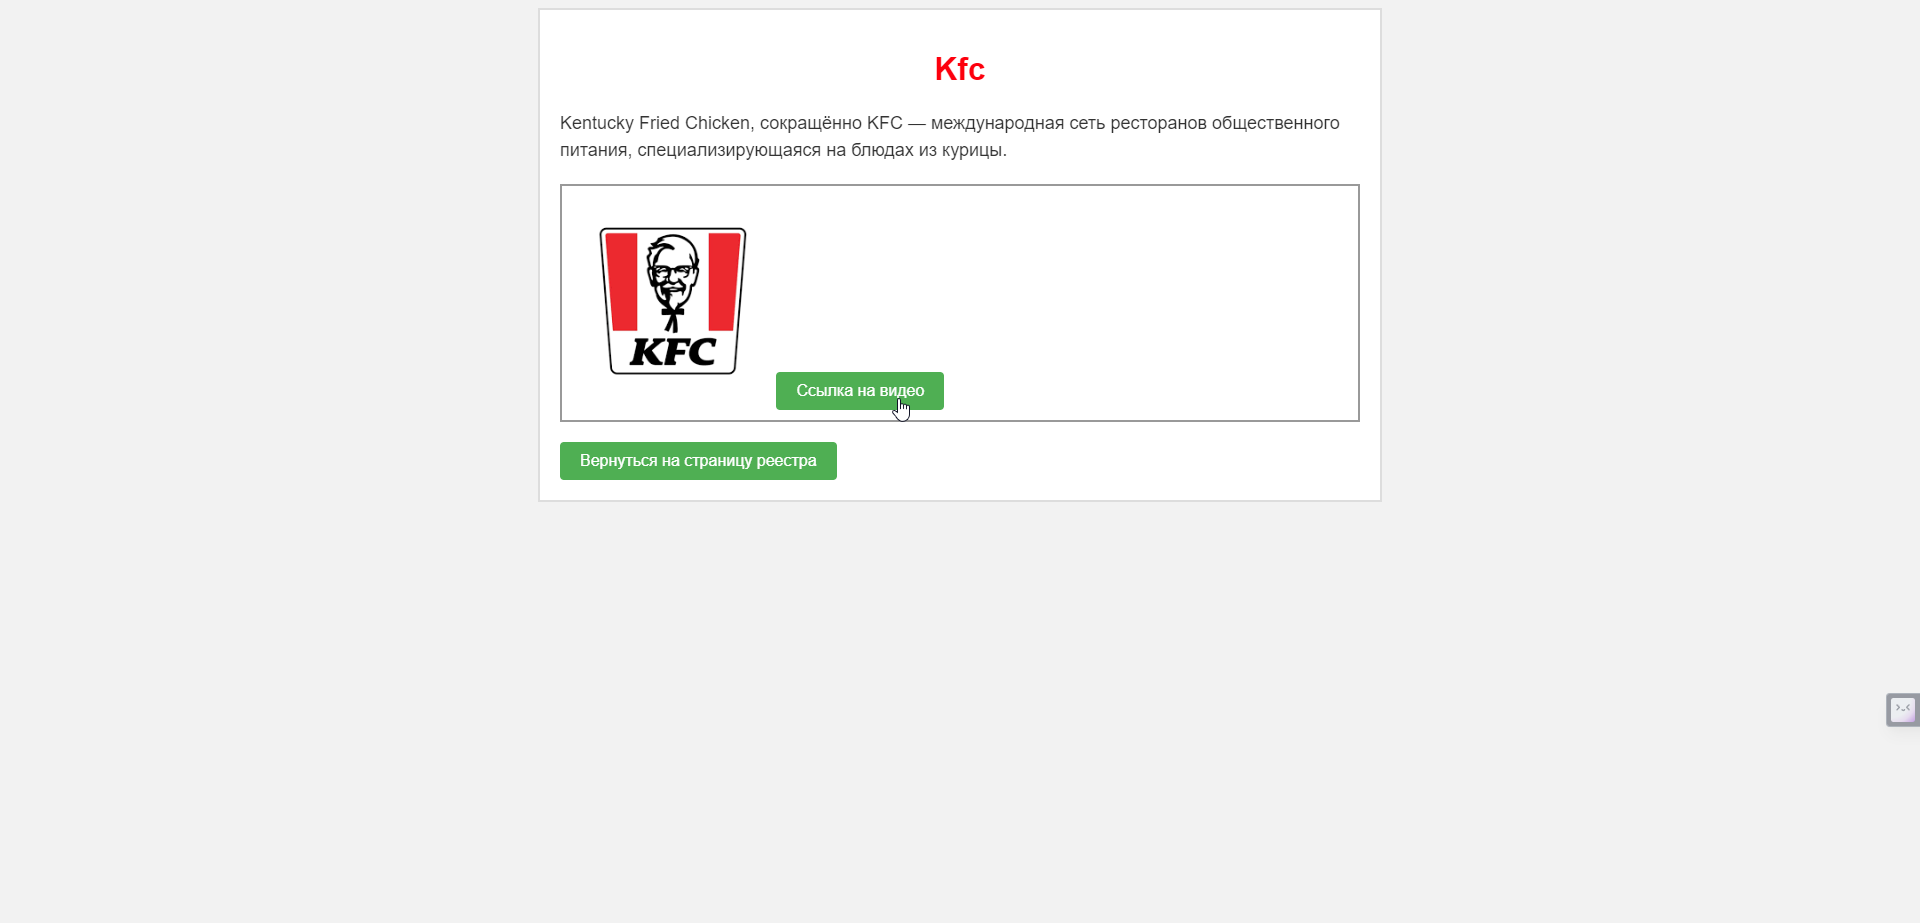 Kfc
Kentucky Fried Chicken, сокращённо KFC — международная сеть ресторанов общественного
питания, специализирующаяся на блюдах из курицы.
KFC
Ссылка на видео
Вернуться на страницу реестра